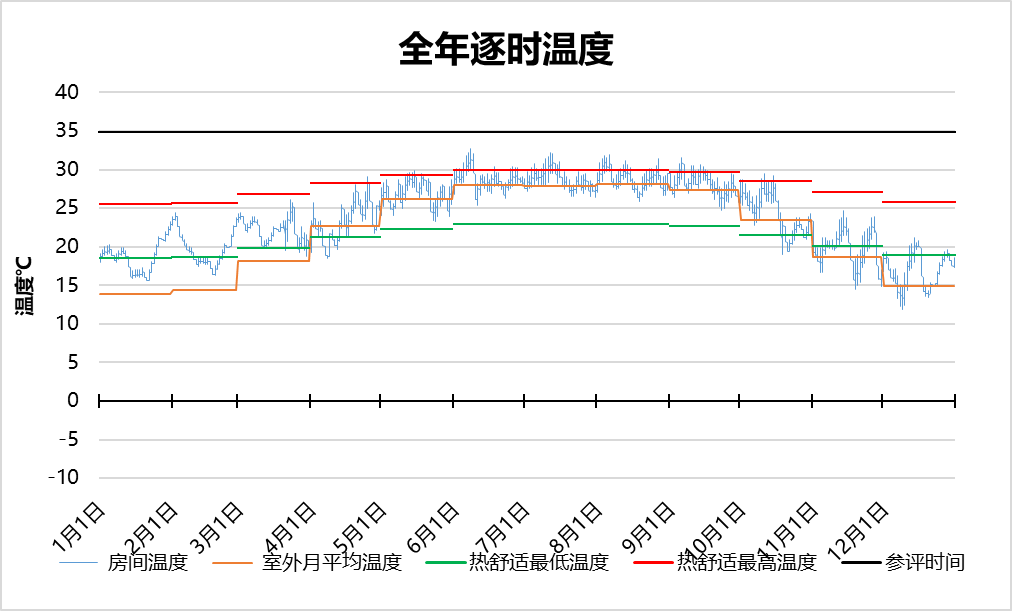 全年逐时温度
温度℃
40
35
30
25
20
15
10
5
0
-5
-10
1月1日
2月1日
3月1日
4月1日
5月1日
6月1日
7月1日
8月1日
9月1日
10月1日
11月1日
12月1日
房间温度 室外月平均温度 热舒适最低温度 热舒适最高温度 参评时间